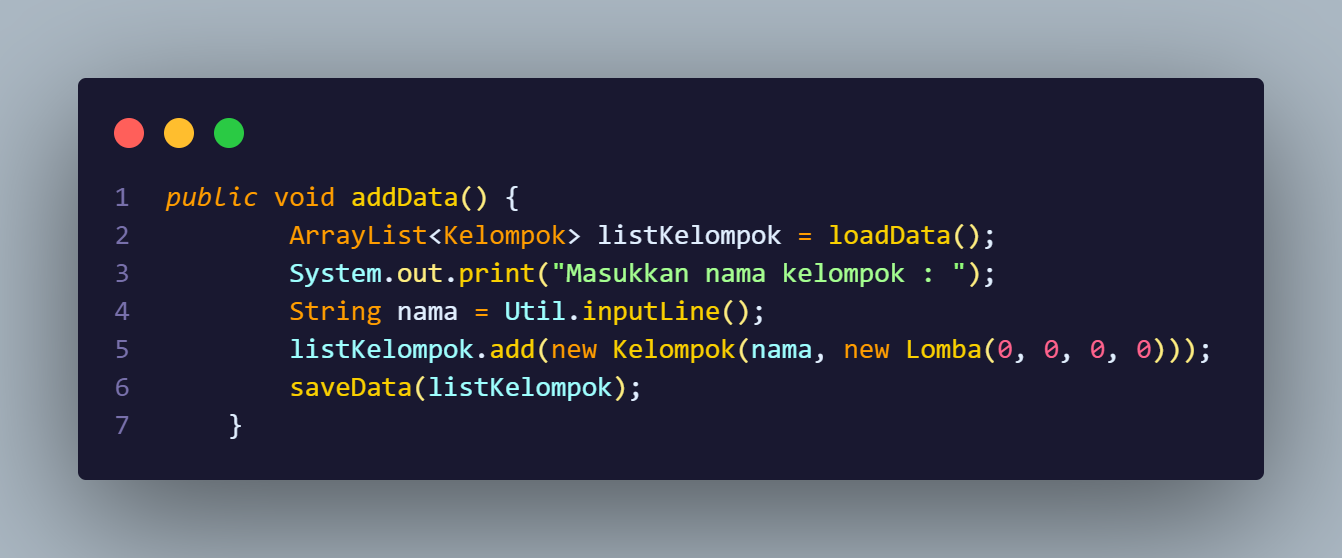 1 public void addData() {
2 ArrayList<Kelompok> listKelompok = loadData();
3 System.out.print("Masukkan nama kelompok : ");
4 String nama = Util.inputLine();
5 listKelompok.add(new Kelompok(nama, new Lomba(0, 0, 0, 0)));
6 saveData(listKelompok);
7 }